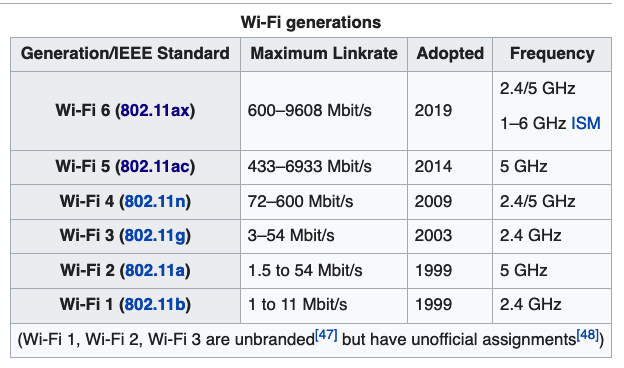 Wi-Fi generations
Generation/IEEE Standard Maximum Linkrate Adopted Frequency
Wi-Fi 6 (802.11ax) 600–9608 Mbit/s 2019 2.4/5 GHz
1–6 GHz ISM
Wi-Fi 5 (802.11ac) 433–6933 Mbit/s 2014 5 GHz
Wi-Fi 4 (802.11n) 72–600 Mbit/s 2009 2.4/5 GHz
Wi-Fi 3 (802.11g) 3–54 Mbit/s 2003 2.4 GHz
Wi-Fi 2 (802.11a) 1.5 to 54 Mbit/s 1999 5 GHz
Wi-Fi 1 (802.11b) 1 to 11 Mbit/s 1999 2.4 GHz
(Wi-Fi 1, Wi-Fi 2, Wi-Fi 3 are unbranded[47] but have unofficial assignments[48])